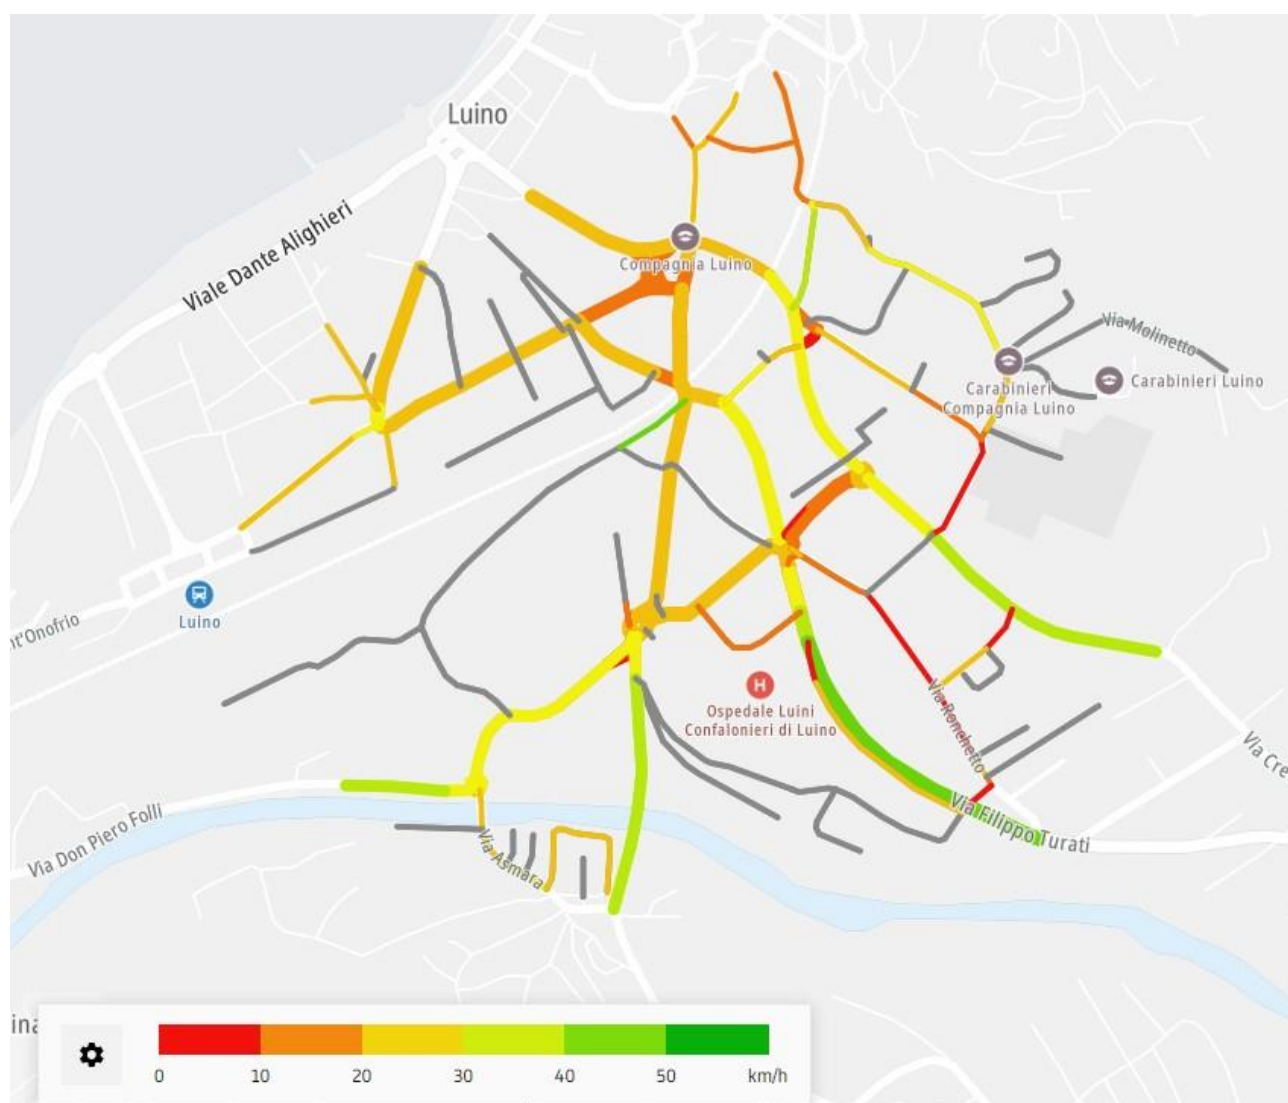 Luino
Viale Dante Alighieri
Compagnia Luino
Via Molinetto
Carabinieri
Compagnia Luino
Carabinieri Luino
Luino
nt'Onofrio
H
Ospedale Luini
Confalonieri di Luino
Via Ronchetto
Via Cre
Via Filippo Turati
Via Don Piero Folli
Via Asmara
ina
0 10 20 30 40 50 km/h